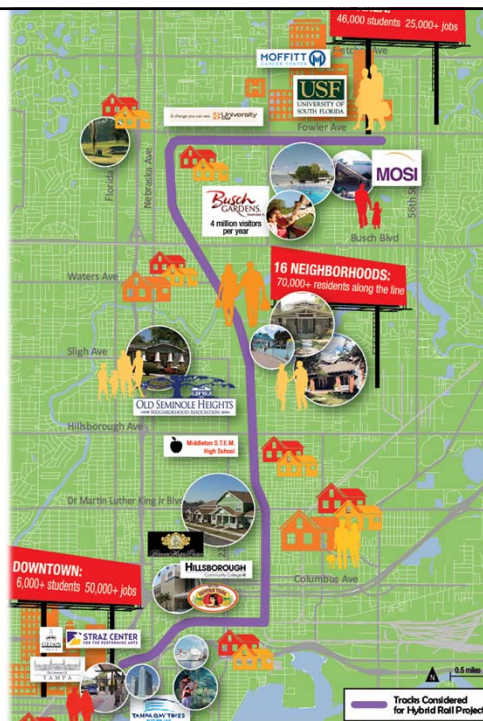 46,000 students 25,000+ jobs
MOFFITT
CANCER CENTER
USF
UNIVERSITY OF
SOUTH FLORIDA
University
Fowler Ave
Florida
Nebraska Ave
MOSI
56th St
Busch
GARDENS
4 million visitors
per year
Busch Blvd
Waters Ave
16 NEIGHBORHOODS:
70,000+ residents along the line
Sligh Ave
OLD SEMINOLE HEIGHTS
NEIGHBORHOOD ASSOCIATION
Hillsborough Ave
Middleton S.T.E.M.
High School
Dr Martin Luther King Jr Blvd
HILLSBOROUGH
Community College
Columbus Ave
DOWNTOWN:
6,000+ students 50,000+ jobs
STRAZ CENTER
FOR THE PERFORMING ARTS
TAMPA
TAMPA BAY TIMES
N
0.5 miles
Tracks Considered
for Hybrid Rail Project